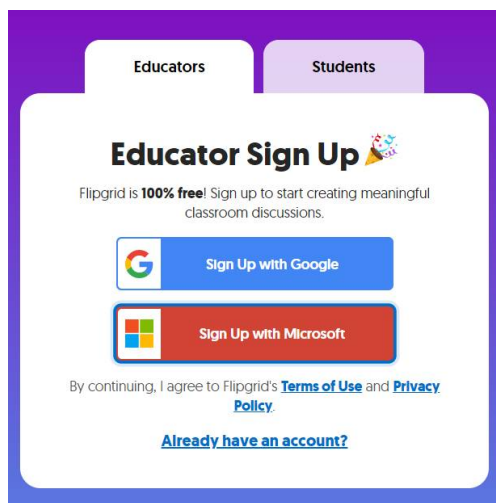 Educators Students
Educator Sign Up
Flipgrid is 100% free! Sign up to start creating meaningful
classroom discussions.
Sign Up with Google
Sign Up with Microsoft
By continuing, I agree to Flipgrid's Terms of Use and Privacy
Policy.
Already have an account?